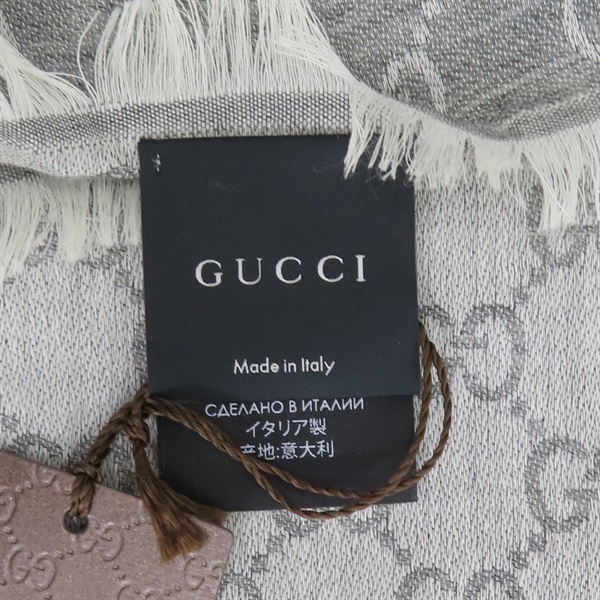 GUCCI
Made in Italy
СДЕЛАНО В ИТАЛИИ
イタリア製
产地:意大利